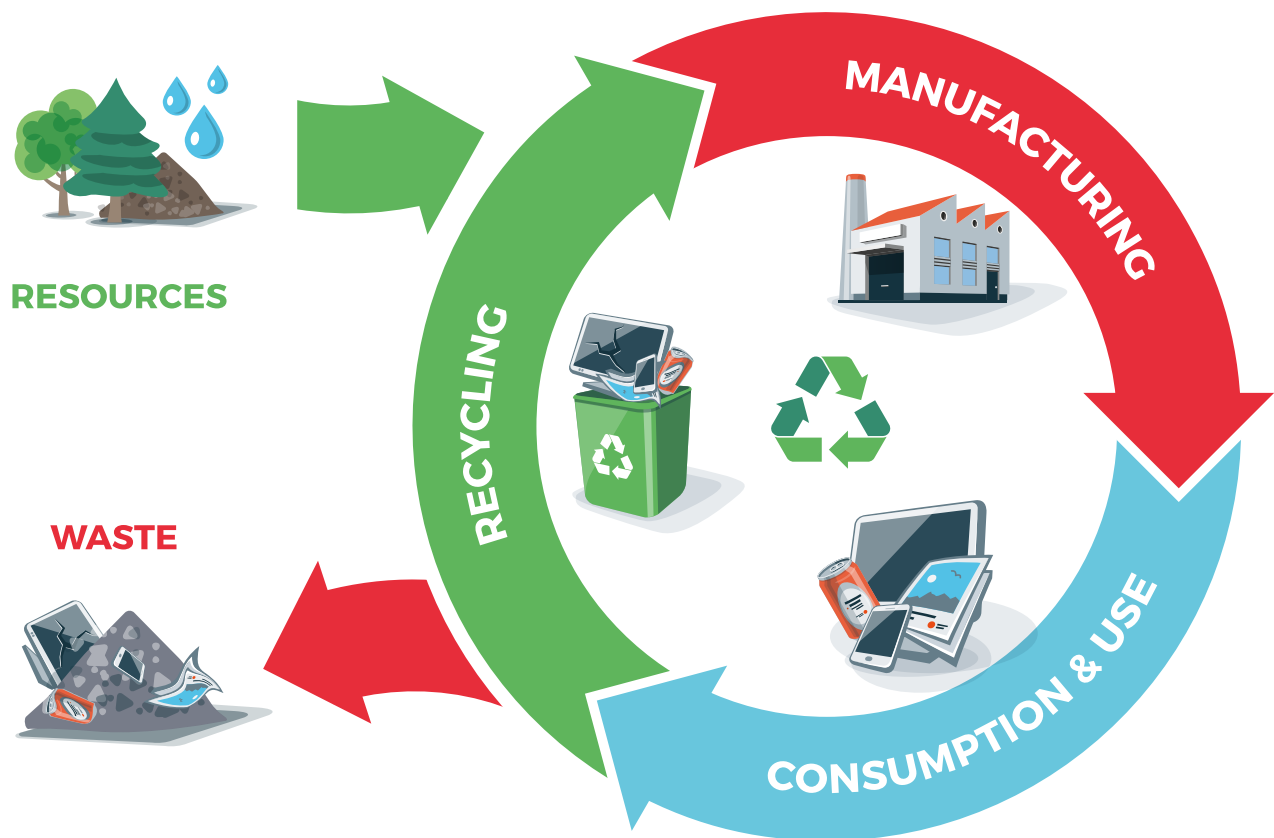 RESOURCES
WASTE
RECYCLING
MANUFACTURING
CONSUMPTION & USE